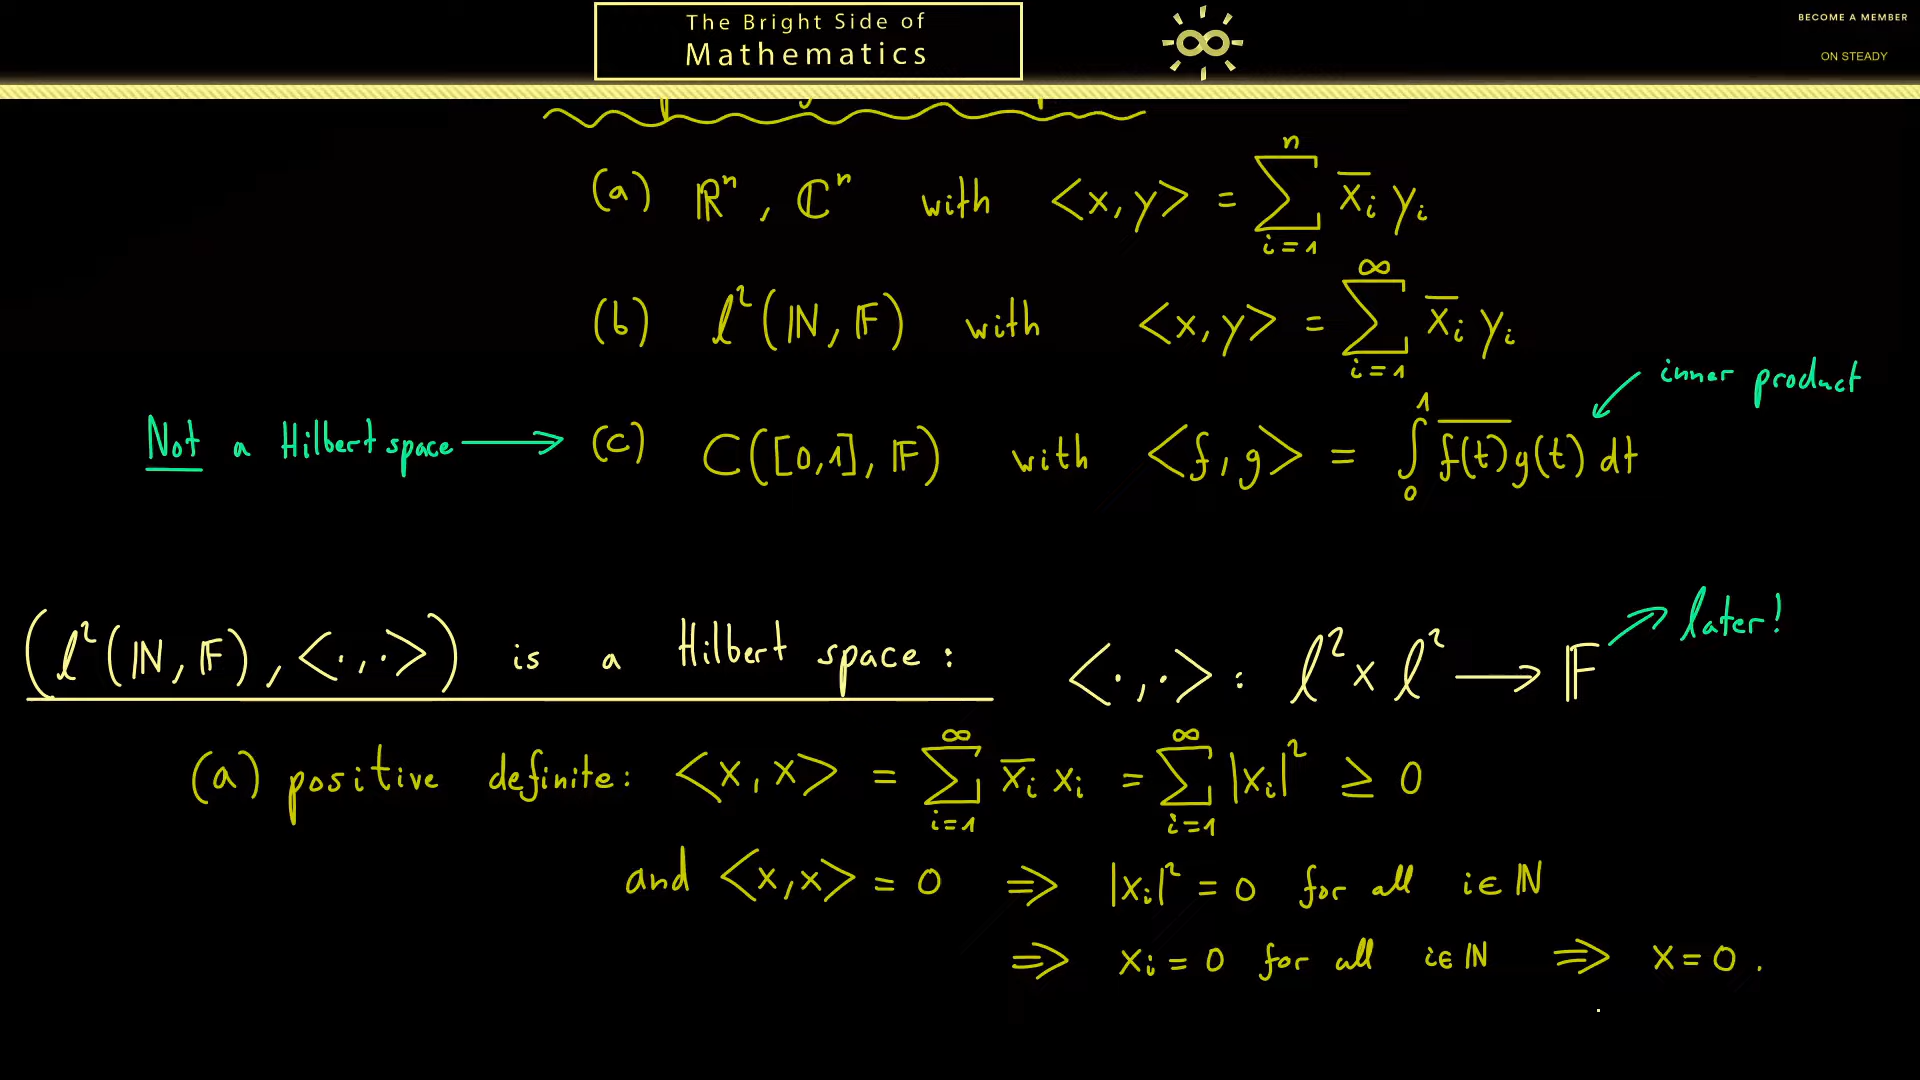 The Bright Side of
Mathematics
BECOME A MEMBER
ON STEADY
(a) ℝⁿ, ℂⁿ with <x,y> = ∑_{i=1}^{n} x̅ᵢ yᵢ
(b) ℓ²(ℕ, 𝔽) with <x,y> = ∑_{i=1}^{∞} x̅ᵢ yᵢ
inner product
Not a Hilbert space → (c) C([0,1], 𝔽) with <f,g> = ∫₀¹ \overline{f(t)} g(t) dt
later!
(ℓ²(ℕ, 𝔽), <·,·>) is a Hilbert space: <·,·>: ℓ² × ℓ² → 𝔽
(a) positive definite: <x,x> = ∑_{i=1}^{∞} x̅ᵢ xᵢ = ∑_{i=1}^{∞} |xᵢ|² ≥ 0
and <x,x> = 0 ⇒ |xᵢ|² = 0 for all i∈ℕ
⇒ xᵢ = 0 for all i∈ℕ ⇒ x = 0 .